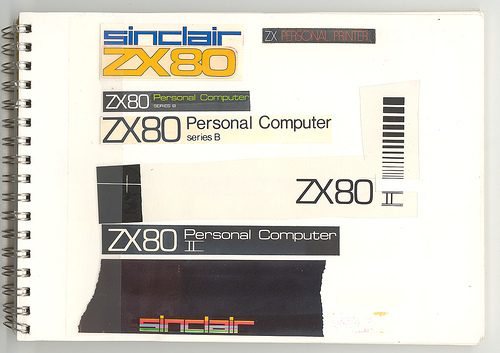 sinclair
ZX80
ZX PERSONAL PRINTER
ZX80 Personal Computer
SERIES B
ZX80 Personal Computer
series B
ZX80 II
ZX80 Personal Computer
II
sinclair